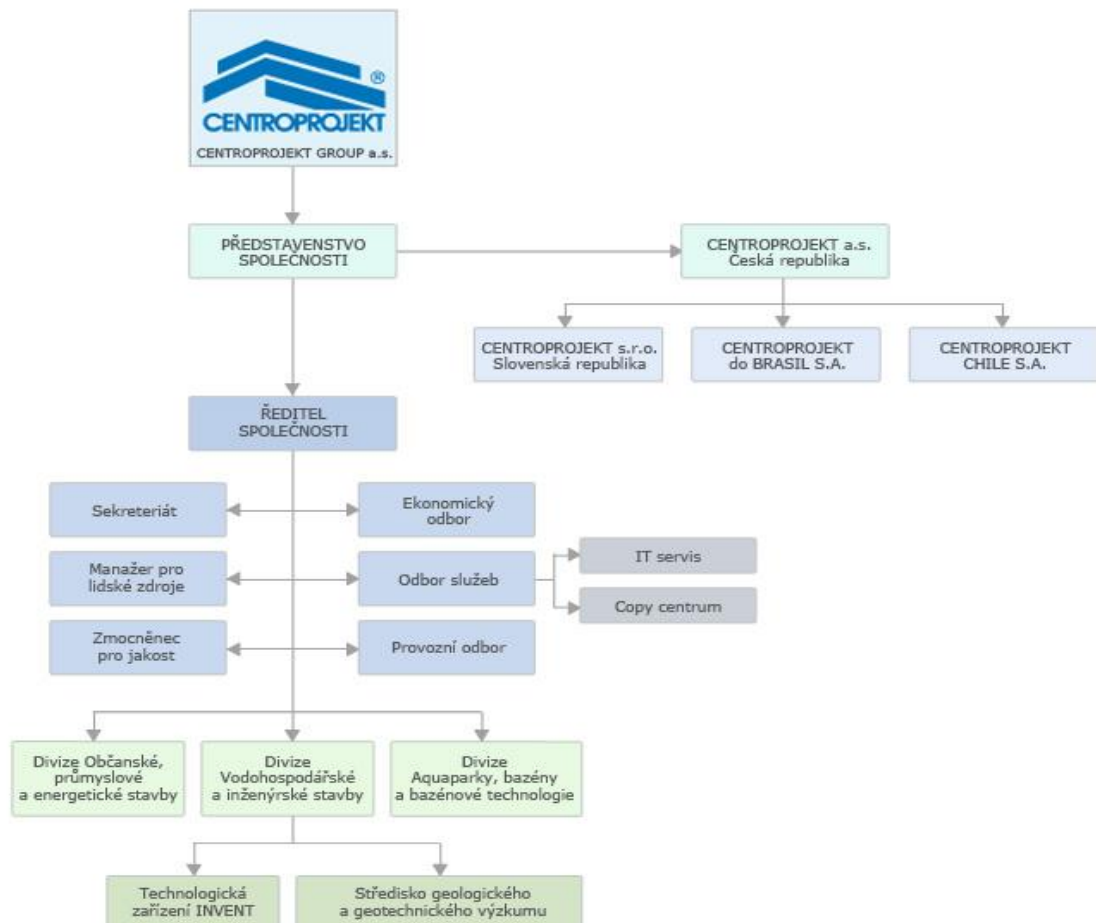 ®
CENTROPROJEKT
CENTROPROJEKT GROUP a.s.
PŘEDSTAVENSTVO
SPOLEČNOSTI
CENTROPROJEKT a.s.
Česká republika
CENTROPROJEKT s.r.o.
Slovenská republika
CENTROPROJEKT
do BRASIL S.A.
CENTROPROJEKT
CHILE S.A.
ŘEDITEL
SPOLEČNOSTI
Sekreteriát
Ekonomický
odbor
Manažer pro
lidské zdroje
Odbor služeb
IT servis
Copy centrum
Zmocněnec
pro jakost
Provozní odbor
Divize Občanské,
průmyslové
a energetické stavby
Divize
Vodohospodářské
a inženýrské stavby
Divize
Aquaparky, bazény
a bazénové technologie
Technologická
zařízení INVENT
Středisko geologického
a geotechnického výzkumu